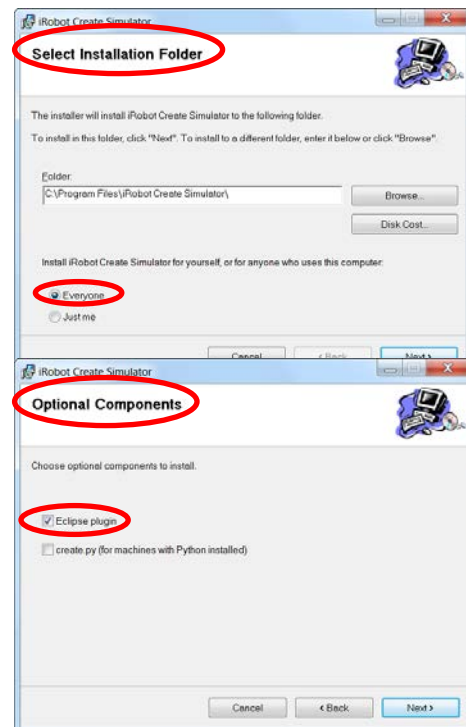 iRobot Create Simulator
Select Installation Folder
The installer will install iRobot Create Simulator to the following folder.
To install in this folder, click "Next". To install to a different folder, enter it below or click "Browse".
Folder:
C:\Program Files\iRobot Create Simulator\
Browse...
Disk Cost...
Install iRobot Create Simulator for yourself, or for anyone who uses this computer:
Everyone
Just me
Cancel < Back Next >
iRobot Create Simulator
Optional Components
Choose optional components to install.
Eclipse plugin
create.py (for machines with Python installed)
Cancel < Back Next >